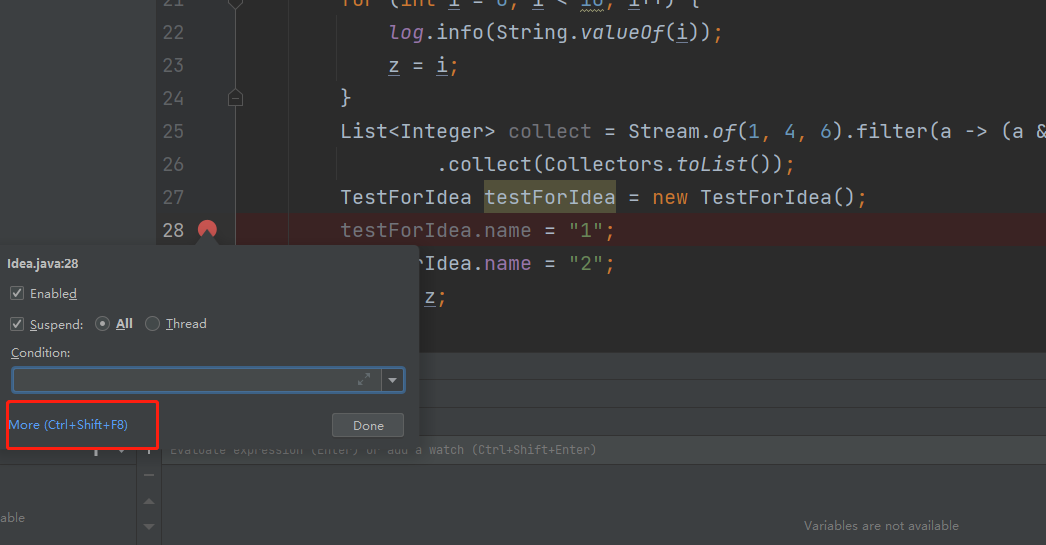 21 for (int i = 0; i < 10; i++) {
22 log.info(String.valueOf(i));
23 z = i;
24 }
25 List<Integer> collect = Stream.of(1, 4, 6).filter(a -> (a &
26 .collect(Collectors.toList());
27 TestForIdea testForIdea = new TestForIdea();
28 testForIdea.name = "1";
rIdea.name = "2";
z;
Idea.java:28
Enabled
Suspend: All Thread
Condition:
More (Ctrl+Shift+F8) Done
Evaluate expression (Enter) or add a watch (Ctrl+Shift+Enter)
able
Variables are not available